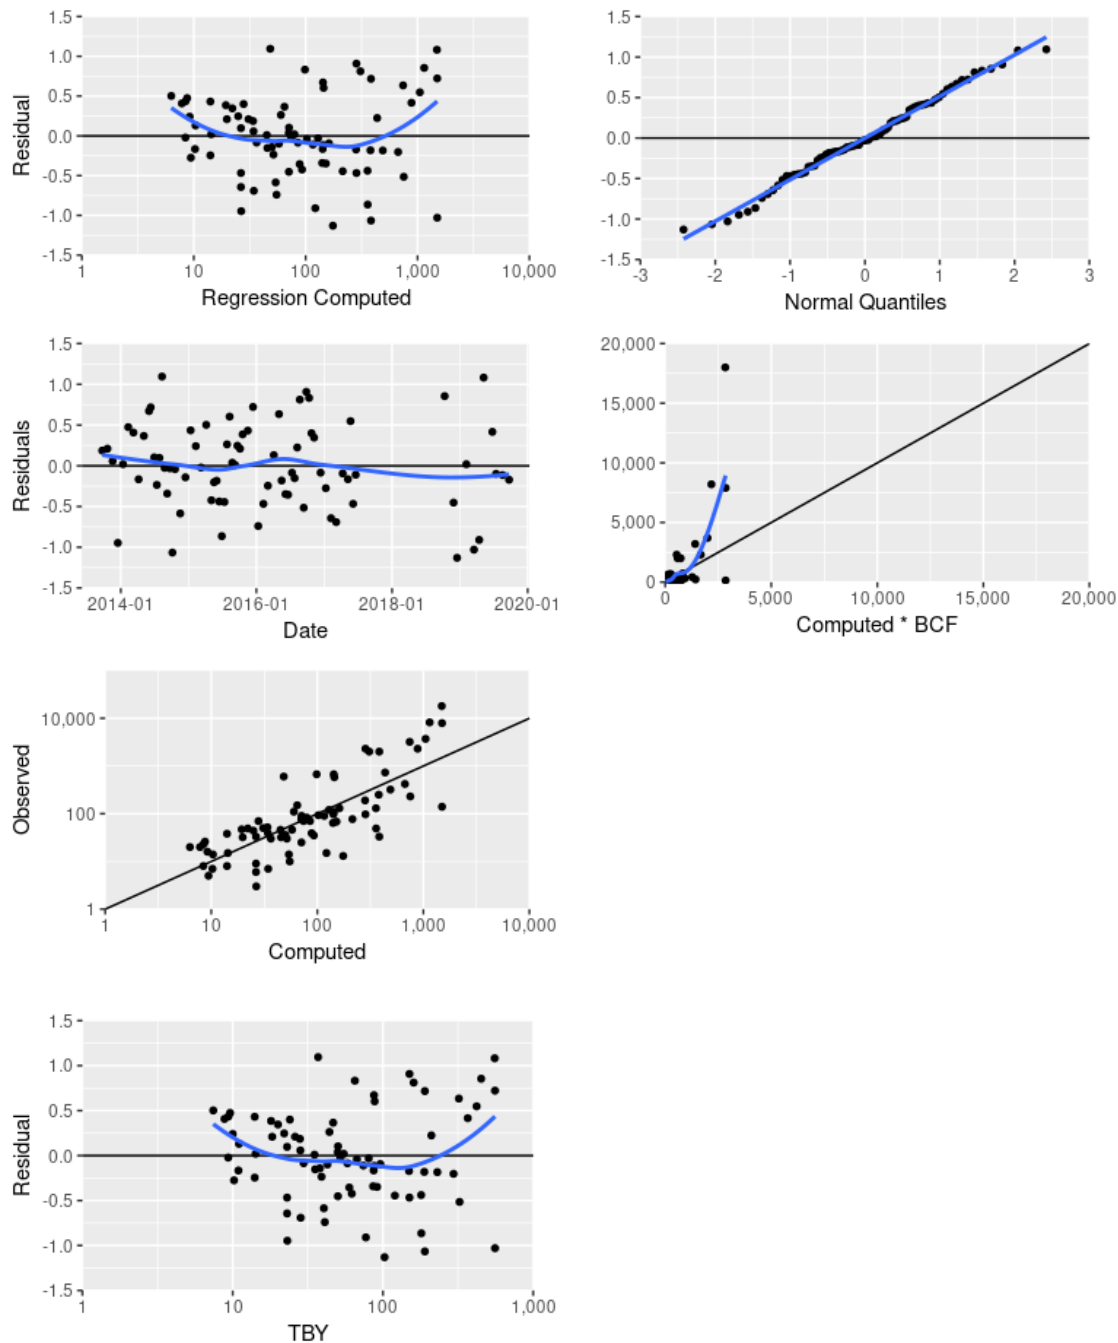 1.5
1.0
0.5
0.0
-0.5
-1.0
-1.5
Residual
1 10 100 1,000 10,000
Regression Computed
1.5
1.0
0.5
0.0
-0.5
-1.0
-1.5
Residual
-3 -2 -1 0 1 2 3
Normal Quantiles
1.5
1.0
0.5
0.0
-0.5
-1.0
-1.5
Residuals
2014-01 2016-01 2018-01 2020-01
Date
20,000
15,000
10,000
5,000
0
0 5,000 10,000 15,000 20,000
Computed * BCF
10,000
100
1
Observed
1 10 100 1,000 10,000
Computed
1.5
1.0
0.5
0.0
-0.5
-1.0
-1.5
Residual
1 10 100 1,000
TBY